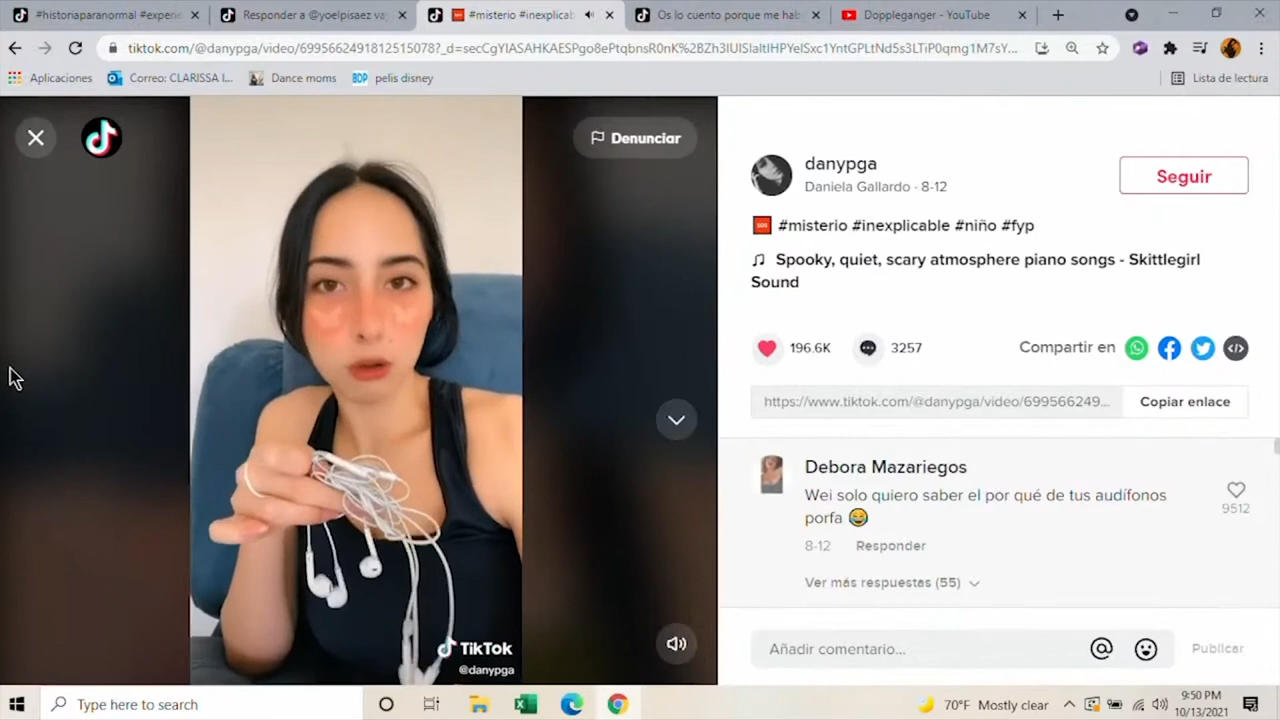 #historiaparanormal #experie
Responder a @yoelpisaez va
#misterio #inexplicab
Os lo cuento porque me hab
Doppleganger - YouTube
tiktok.com/@danypga/video/6995662491812515078?_d=secCgYIASAHKAESPgo8ePtqbnsR0nK%2BZh3IUISIaltIHPYelSxc1YntGPLtNd5s3LTiP0qmg1M7sY...
Aplicaciones
Correo: CLARISSA I...
Dance moms
BDP pelis disney
Lista de lectura
Denunciar
TikTok
@danypga
danypga
Daniela Gallardo · 8-12
Seguir
#misterio #inexplicable #niño #fyp
Spooky, quiet, scary atmosphere piano songs - Skittlegirl
Sound
196.6K
3257
Compartir en
https://www.tiktok.com/@danypga/video/699566249...
Copiar enlace
Debora Mazariegos
Wei solo quiero saber el por qué de tus audífonos
porfa 😂
9512
8-12 Responder
Ver más respuestas (55)
Añadir comentario...
Publicar
Type here to search
70°F Mostly clear
9:50 PM
10/13/2021